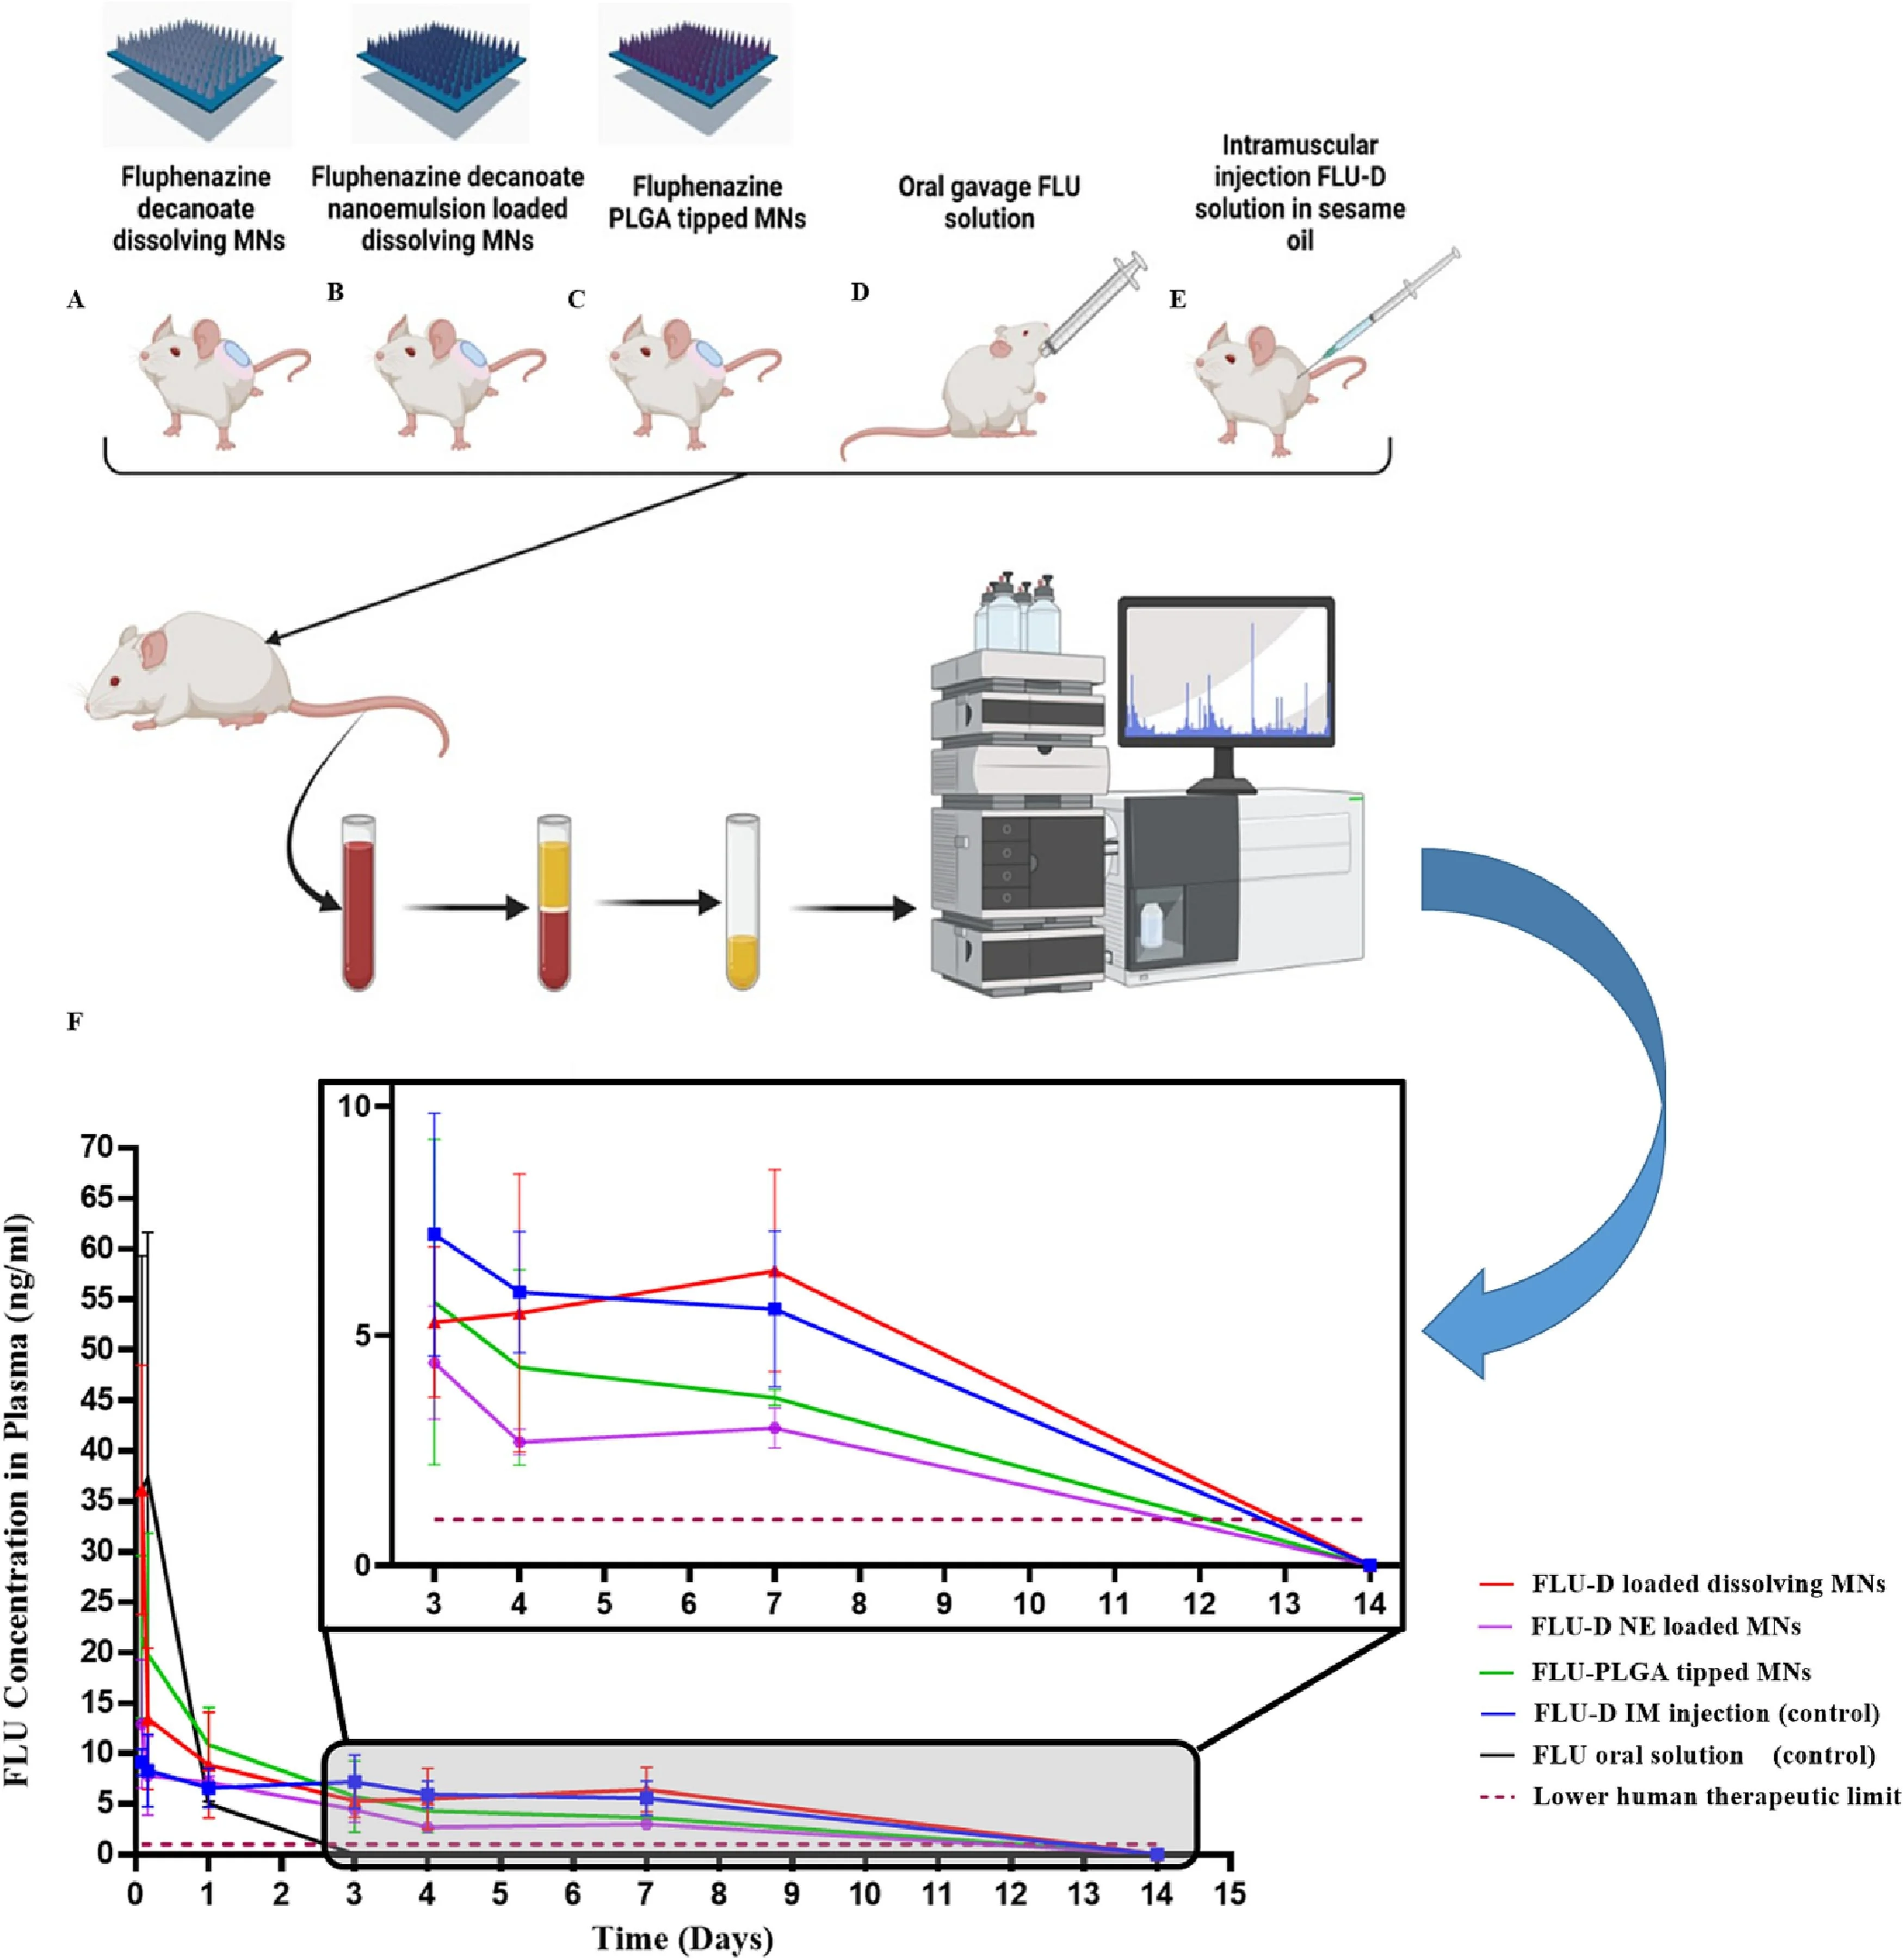 Fluphenazine
decanoate
dissolving MNs
Fluphenazine decanoate
nanoemulsion loaded
dissolving MNs
Fluphenazine
PLGA tipped MNs
Oral gavage FLU
solution
Intramuscular
injection FLU-D
solution in sesame
oil
A
B
C
D
E
F
FLU Concentration in Plasma (ng/ml)
70
65
60
55
50
45
40
35
30
25
20
15
10
5
0
10
5
0
3 4 5 6 7 8 9 10 11 12 13 14
0 1 2 3 4 5 6 7 8 9 10 11 12 13 14 15
Time (Days)
FLU-D loaded dissolving MNs
FLU-D NE loaded MNs
FLU-PLGA tipped MNs
FLU-D IM injection (control)
FLU oral solution (control)
Lower human therapeutic limit